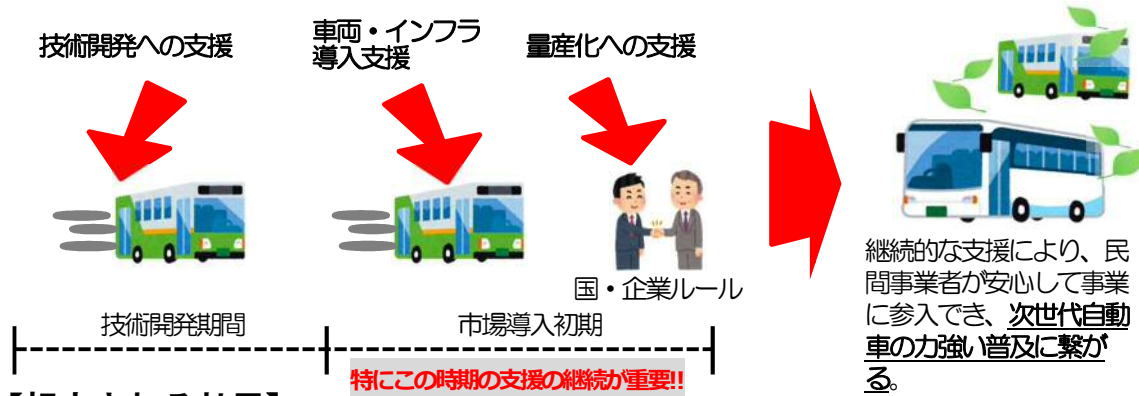 技術開発への支援
車両・インフラ
導入支援
量産化への支援
国・企業ルール
技術開発期間
市場導入初期
特にこの時期の支援の継続が重要!!
継続的な支援により、民
間事業者が安心して事業
に参入でき、次世代自動
車の力強い普及に繋が
る。